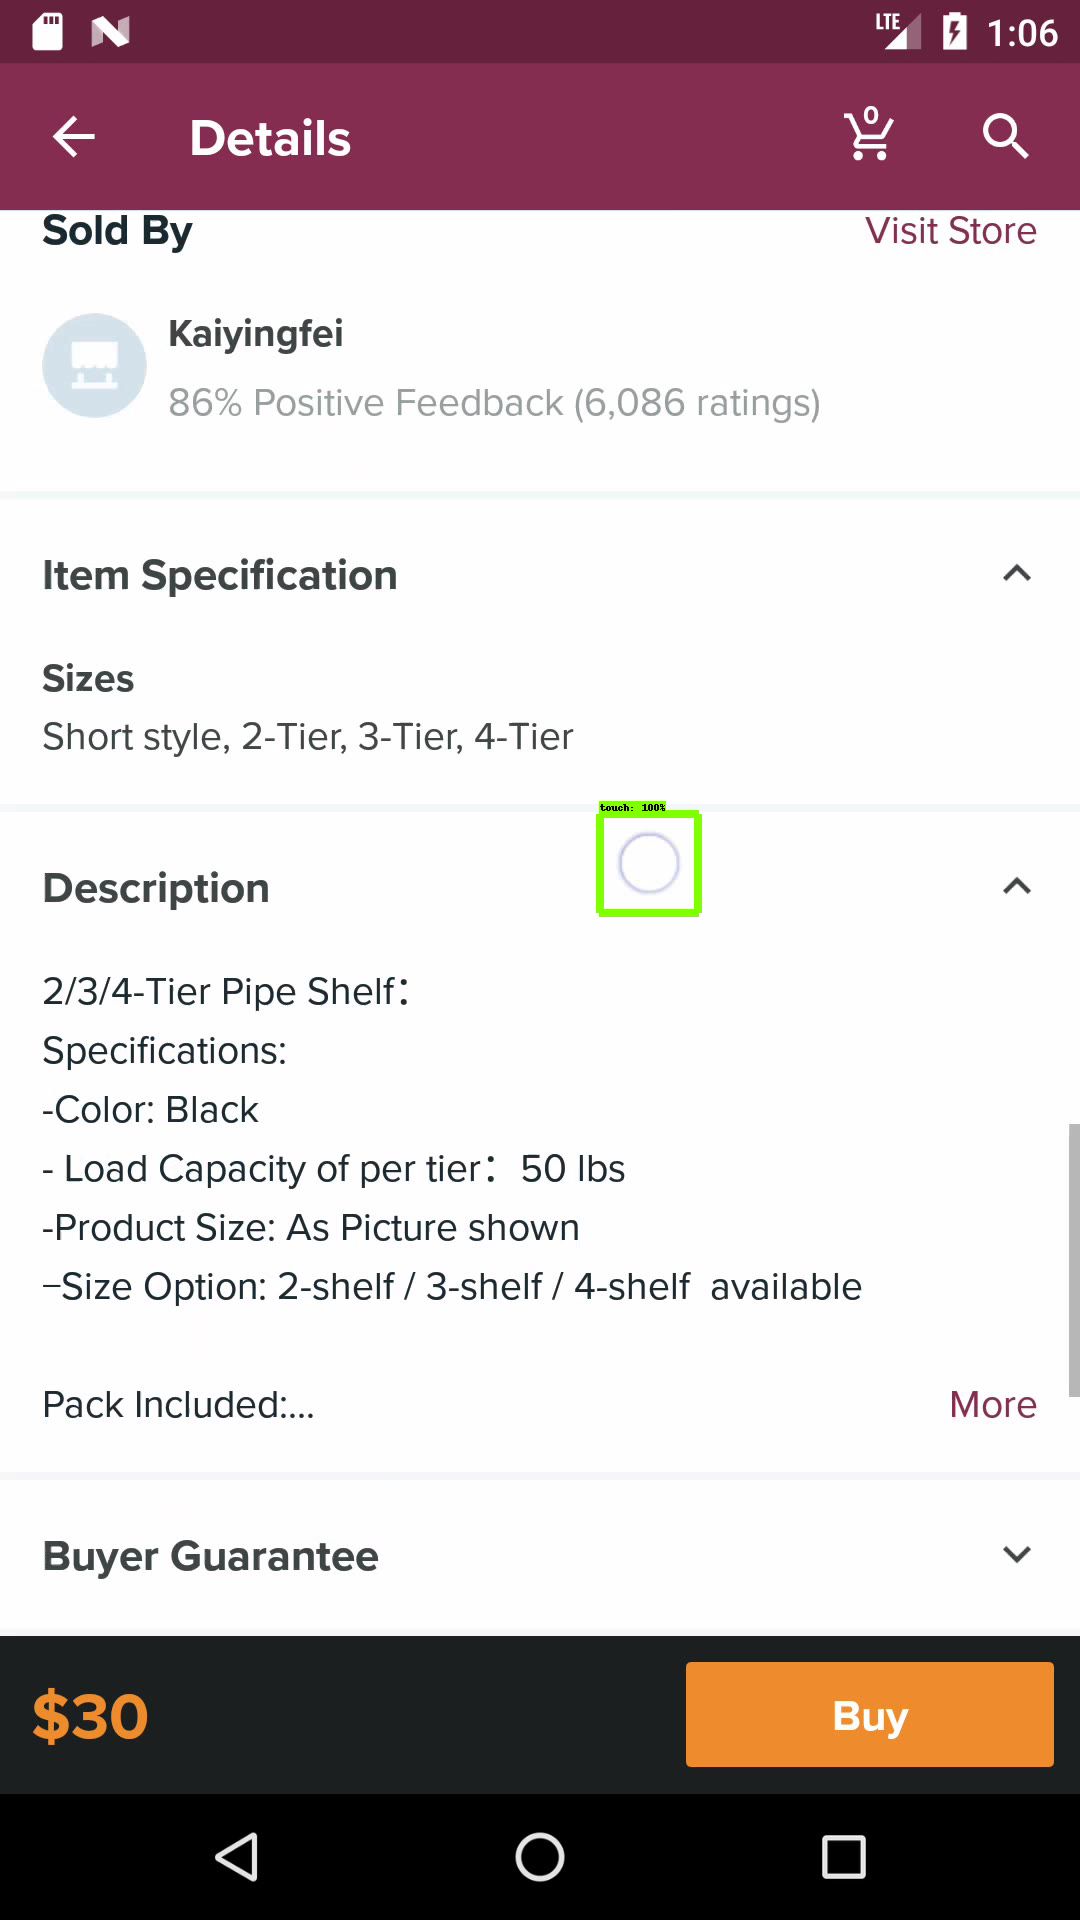 LTE 1:06
Details 0
Sold By Visit Store
Kaiyingfei
86% Positive Feedback (6,086 ratings)
Item Specification
Sizes
Short style, 2-Tier, 3-Tier, 4-Tier
touch: 100%
Description
2/3/4-Tier Pipe Shelf：
Specifications:
-Color: Black
- Load Capacity of per tier： 50 lbs
-Product Size: As Picture shown
–Size Option: 2-shelf / 3-shelf / 4-shelf  available
Pack Included:... More
Buyer Guarantee
$30 Buy